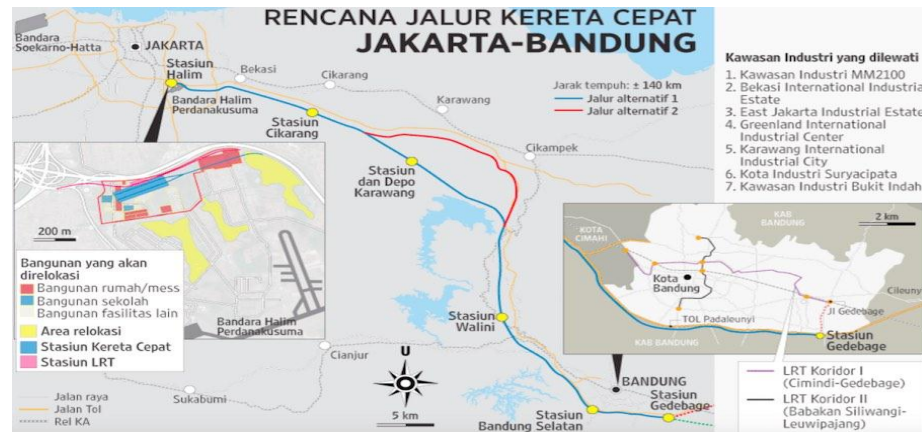 RENCANA JALUR KERETA CEPAT
JAKARTA-BANDUNG
Bandara
Soekarno-Hatta
JAKARTA
Stasiun
Halim
Bekasi
Cikarang
Bandara Halim
Perdanakusuma
Stasiun
Cikarang
Karawang
Jarak tempuh: ± 140 km
Jalur alternatif 1
Jalur alternatif 2
Cikampek
Stasiun
dan Depo
Karawang
Kawasan Industri yang dilewati
1. Kawasan Industri MM2100
2. Bekasi International Industrial
Estate
3. East Jakarta Industrial Estate
4. Greenland International
Industrial Center
5. Karawang International
Industrial City
6. Kota Industri Suryacipata
7. Kawasan Industri Bukit Indah
200 m
Bangunan yang akan
direlokasi
Bangunan rumah/mess
Bangunan sekolah
Bangunan fasilitas lain
Area relokasi
Stasiun Kereta Cepat
Stasiun LRT
Bandara Halim
Perdanakusuma
Jalan raya
Jalan Tol
Rel KA
Sukabumi
Cianjur
U
5 km
Stasiun
Walini
BANDUNG
Stasiun
Gedebage
Stasiun
Bandung Selatan
KAB
BANDUNG
2 km
KOTA
CIMAHI
Kota
Bandung
Cileunyi
Jl Gedebage
TOL Padaleunyi
KAB BANDUNG
Stasiun
Gedebage
LRT Koridor I
(Cimindi-Gedebage)
LRT Koridor II
(Babakan Siliwangi-
Leuwipajang)